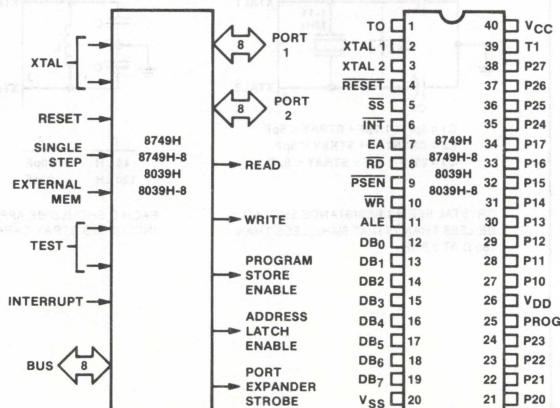 XTAL
RESET
SINGLE
STEP
EXTERNAL
MEM
TEST
INTERRUPT
BUS
8
8749H
8749H-8
8039H
8039H-8
8
PORT
1
8
PORT
2
READ
WRITE
PROGRAM
STORE
ENABLE
ADDRESS
LATCH
ENABLE
PORT
EXPANDER
STROBE
TO 1 40 VCC
XTAL 1 2 39 T1
XTAL 2 3 38 P27
RESET 4 37 P26
SS 5 36 P25
INT 6 35 P24
EA 7 8749H 34 P17
RD 8 8749H-8 33 P16
PSEN 9 8039H 32 P15
WR 10 8039H-8 31 P14
ALE 11 30 P13
DB0 12 29 P12
DB1 13 28 P11
DB2 14 27 P10
DB3 15 26 VDD
DB4 16 25 PROG
DB5 17 24 P23
DB6 18 23 P22
DB7 19 22 P21
VSS 20 21 P20